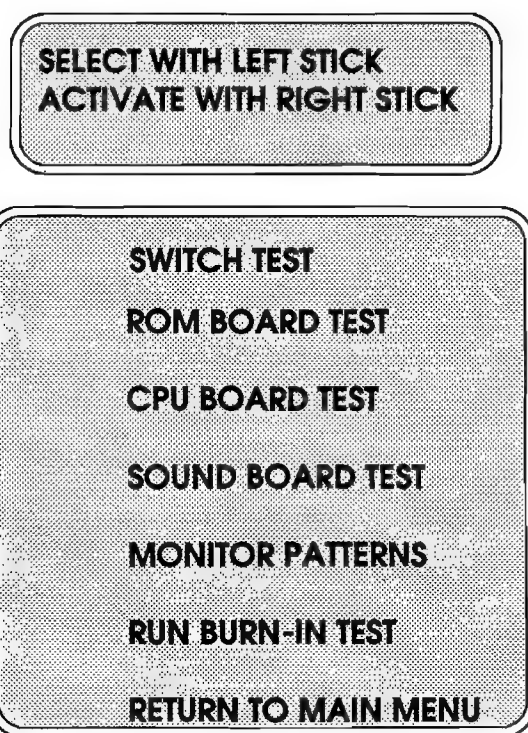 SELECT WITH LEFT STICK
ACTIVATE WITH RIGHT STICK
SWITCH TEST
ROM BOARD TEST
CPU BOARD TEST
SOUND BOARD TEST
MONITOR PATTERNS
RUN BURN-IN TEST
RETURN TO MAIN MENU